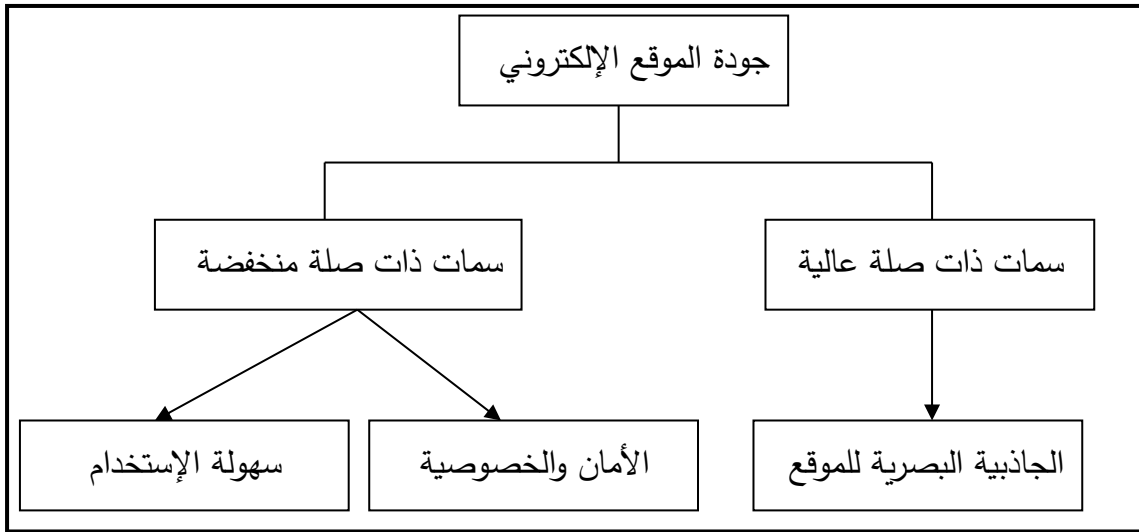 جودة الموقع الإلكتروني
سمات ذات صلة عالية
سمات ذات صلة منخفضة
الجاذبية البصرية للموقع
الأمان والخصوصية
سهولة الإستخدام